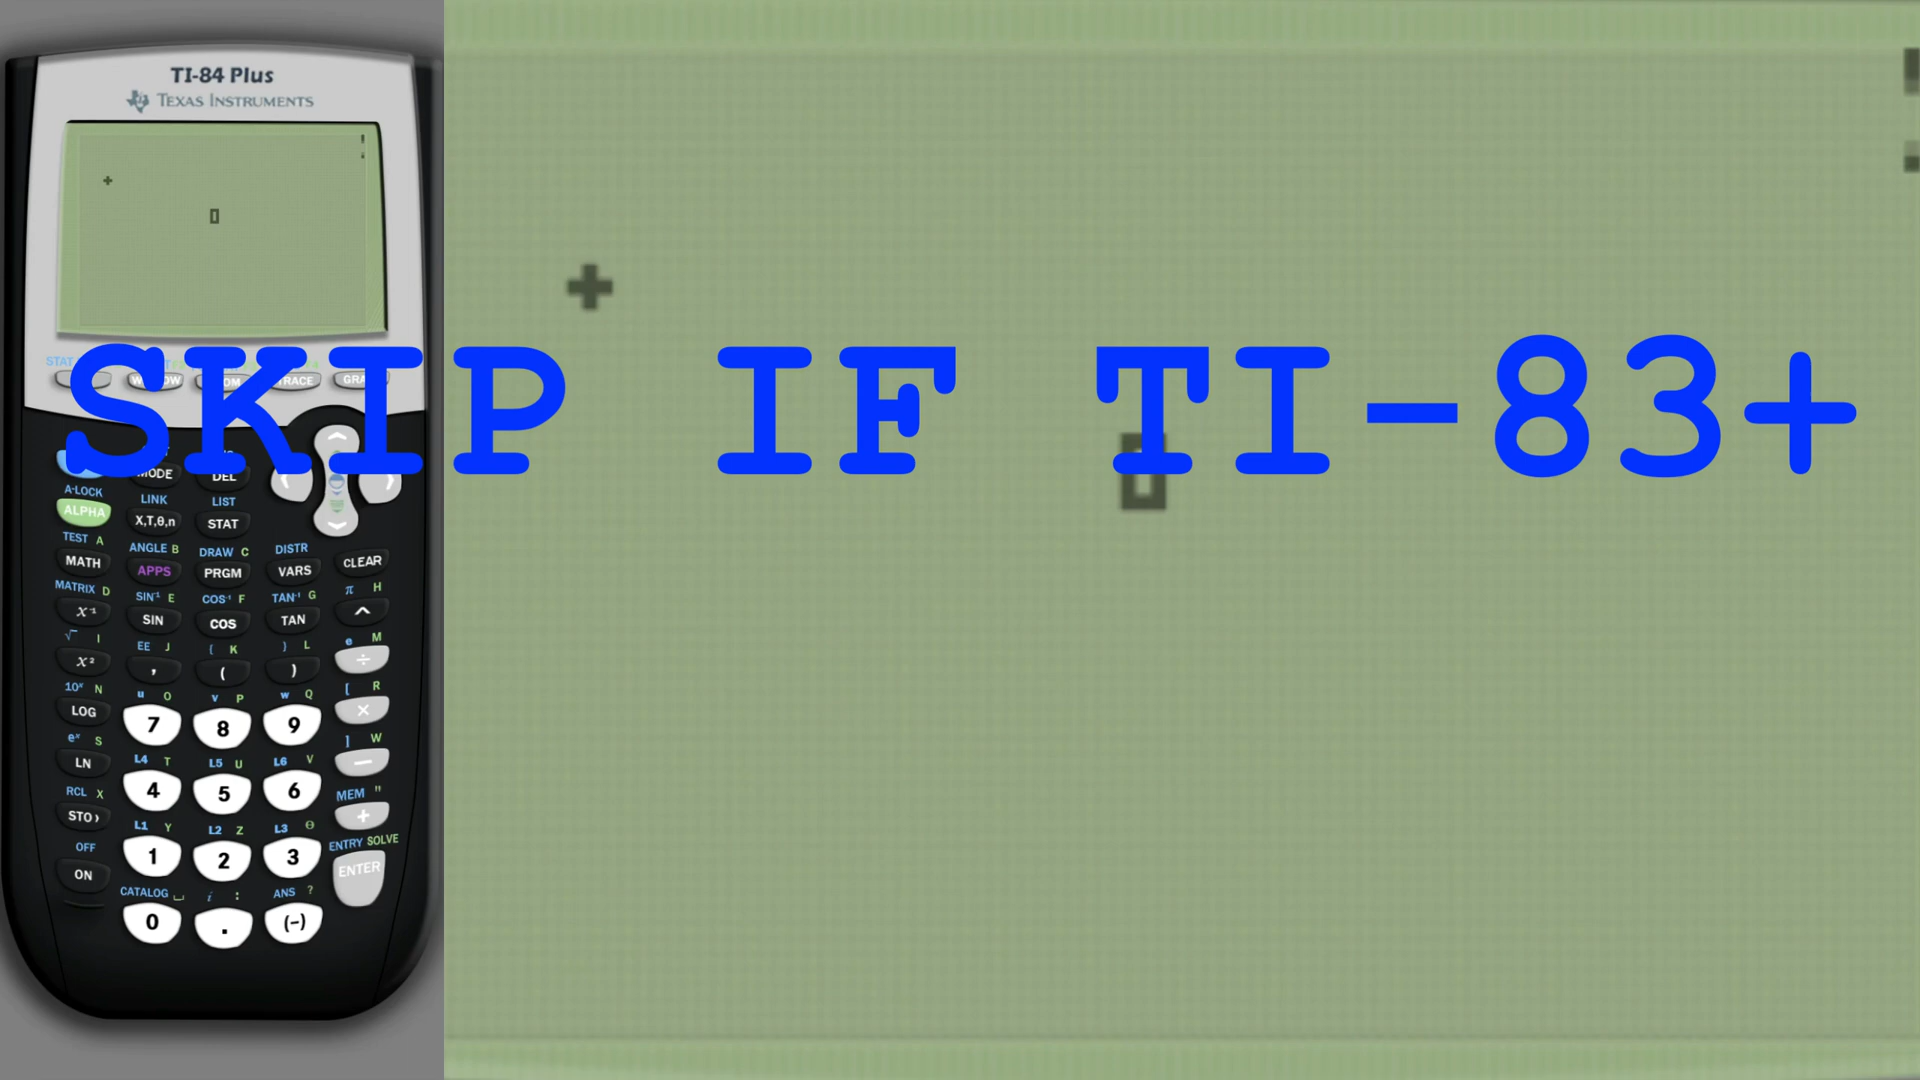 TI-84 Plus
TEXAS INSTRUMENTS
SKIP IF TI-83+
A-LOCK LINK LIST
ALPHA X,T,θ,n STAT
TEST A ANGLE B DRAW C DISTR
MATH APPS PRGM VARS CLEAR
MATRIX D SIN⁻¹ E COS⁻¹ F TAN⁻¹ G π H
X⁻¹ SIN COS TAN ^
√‾ I EE J { K } L e M
X² , ( ) ÷
10ˣ N u O v P w Q [ R
LOG 7 8 9 ×
eˣ S L4 T L5 U L6 V ] W
LN 4 5 6 −
RCL X L1 Y L2 Z L3 Θ MEM "
STO› 1 2 3 +
OFF CATALOG ⎵ i : ANS ? ENTRY SOLVE
ON 0 . (-) ENTER
MODE DEL